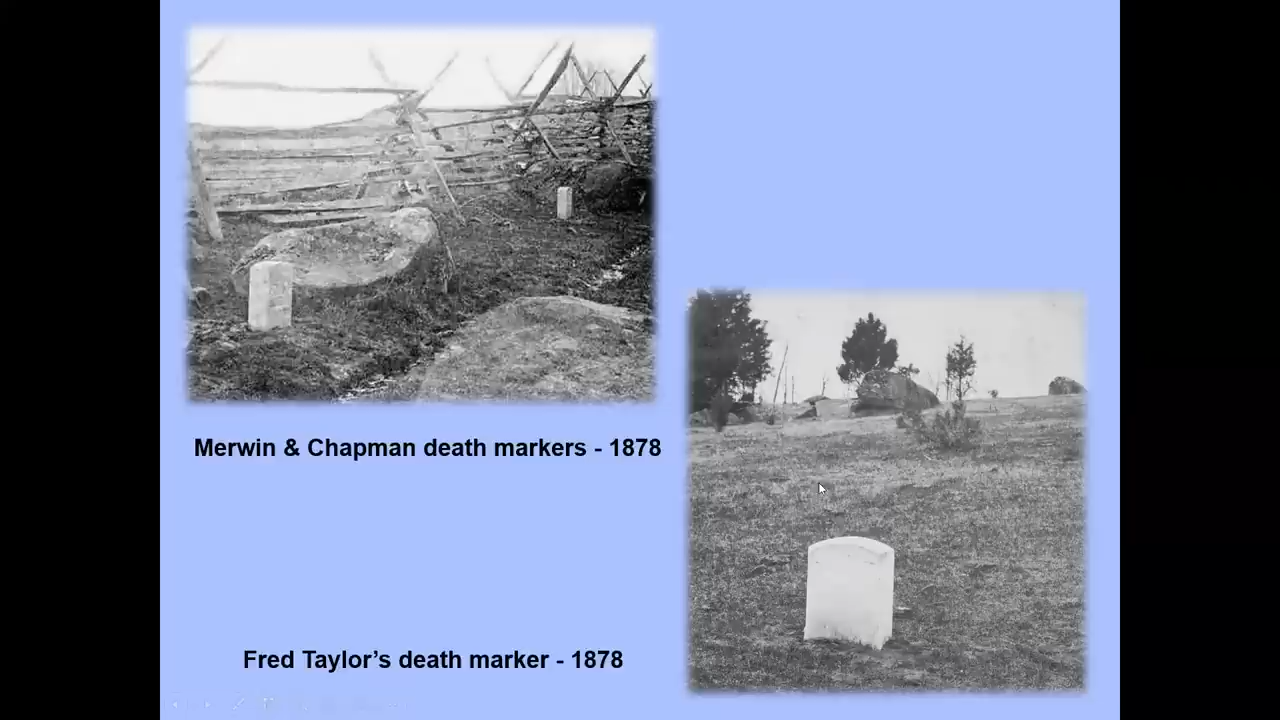 Merwin & Chapman death markers - 1878
Fred Taylor’s death marker - 1878